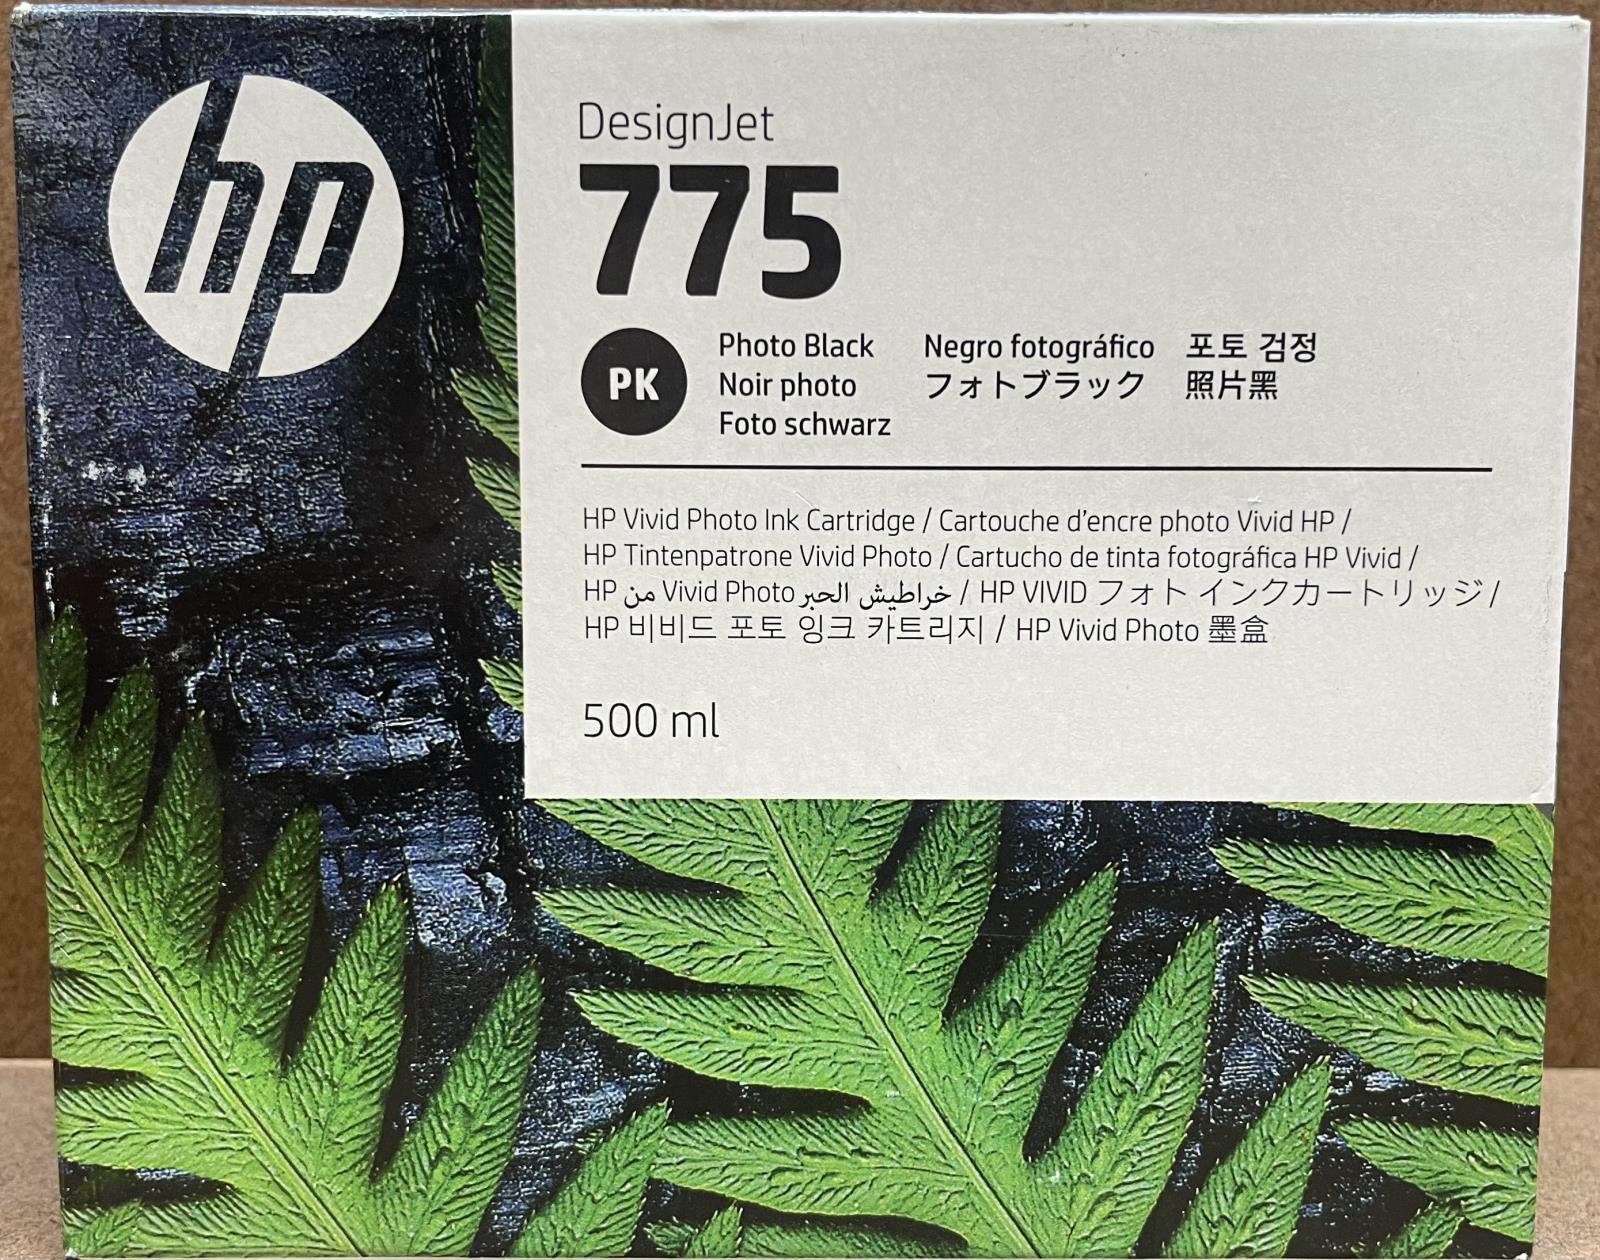 hp
DesignJet
775
PK
Photo Black
Noir photo
Foto schwarz
Negro fotográfico
フォトブラック
포토 검정
照片黑
HP Vivid Photo Ink Cartridge / Cartouche d'encre photo Vivid HP /
HP Tintenpatrone Vivid Photo / Cartucho de tinta fotográfica HP Vivid /
HP من Vivid Photo خراطيش الحبر / HP VIVID フォト インクカートリッジ /
HP 비비드 포토 잉크 카트리지 / HP Vivid Photo 墨盒
500 ml